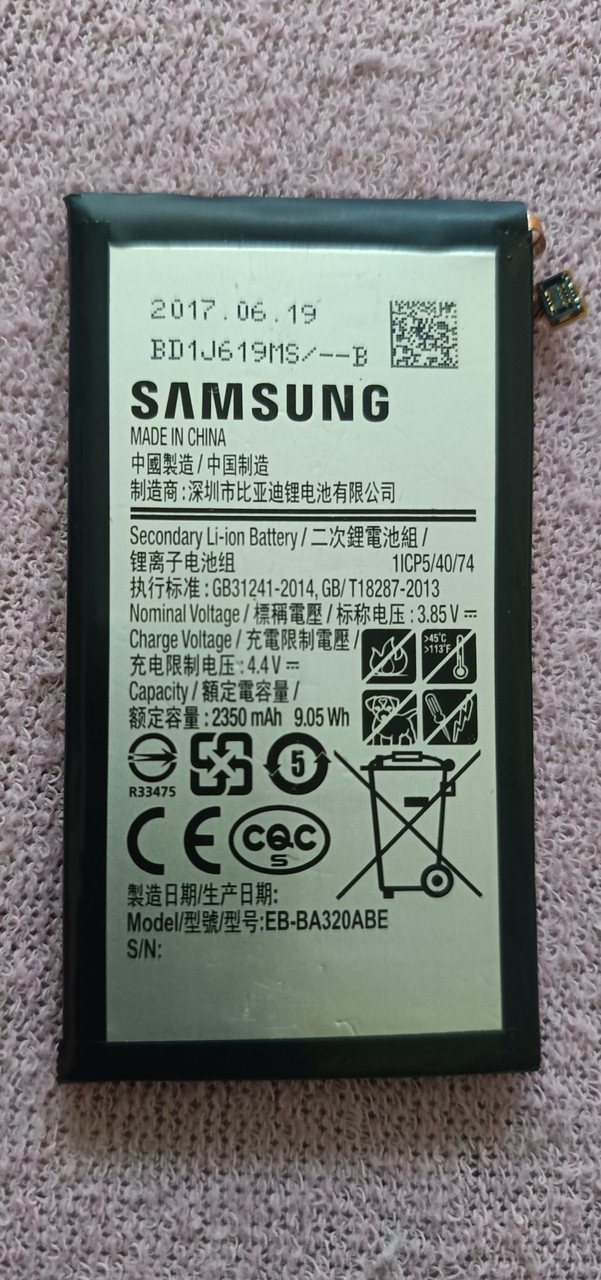 2017.06.19
BD1J619MS/--B
SAMSUNG
MADE IN CHINA
中國製造 / 中国制造
制造商 : 深圳市比亚迪锂电池有限公司
Secondary Li-ion Battery / 二次鋰電池組 /
锂离子电池组 1ICP5/40/74
执行标准 : GB31241-2014, GB/ T18287-2013
Nominal Voltage / 標稱電壓 / 标称电压 : 3.85 V ⎓
Charge Voltage / 充電限制電壓 /
充电限制电压 : 4.4 V ⎓
>45°C
>113°F
Capacity / 額定電容量 /
额定容量 : 2350 mAh 9.05 Wh
R33475
5
CE
CQC
S
製造日期/生产日期:
Model/型號/型号:EB-BA320ABE
S/N: